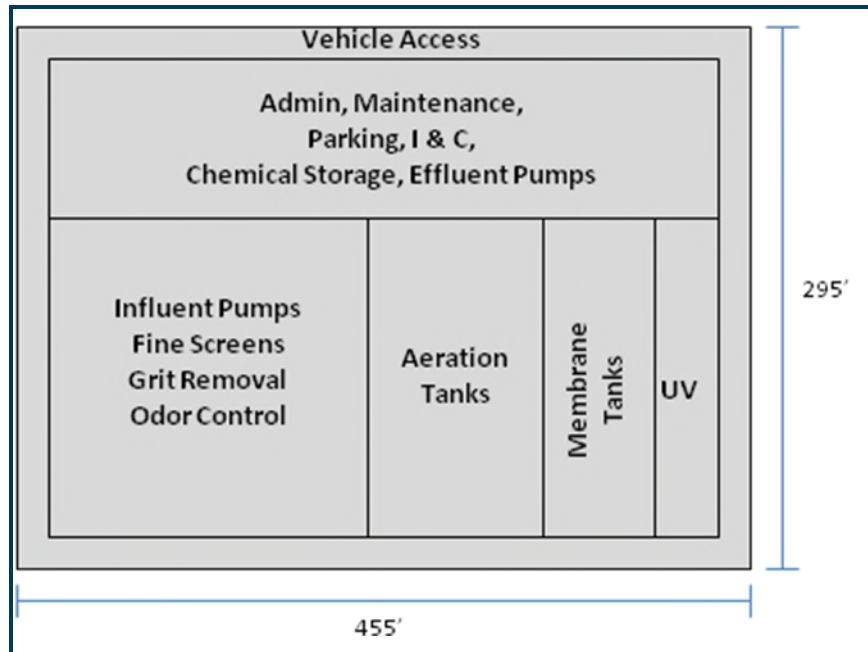 Vehicle Access
Admin, Maintenance,
Parking, I & C,
Chemical Storage, Effluent Pumps
Influent Pumps
Fine Screens
Grit Removal
Odor Control
Aeration
Tanks
Membrane
Tanks
UV
295′
455′